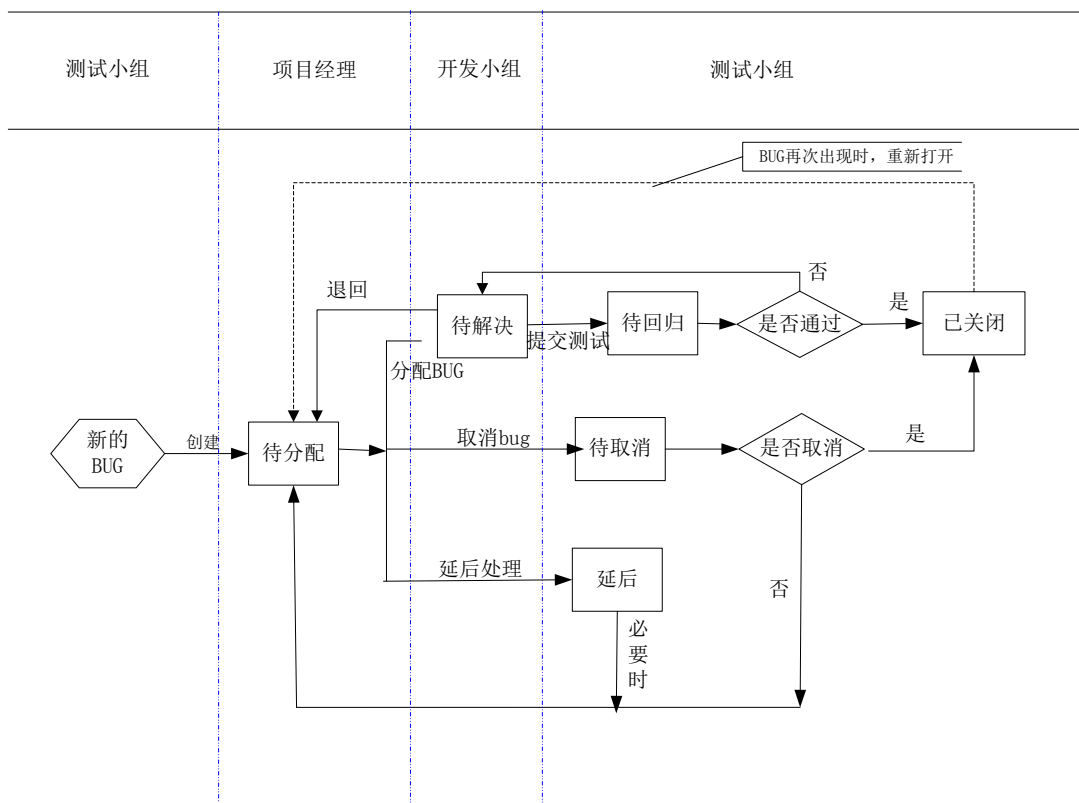 测试小组
项目经理
开发小组
测试小组
BUG再次出现时，重新打开
否
退回
待解决
待回归
是否通过
是
已关闭
提交测试
分配BUG
新的
BUG
创建
待分配
取消bug
待取消
是否取消
是
延后处理
延后
否
必
要
时